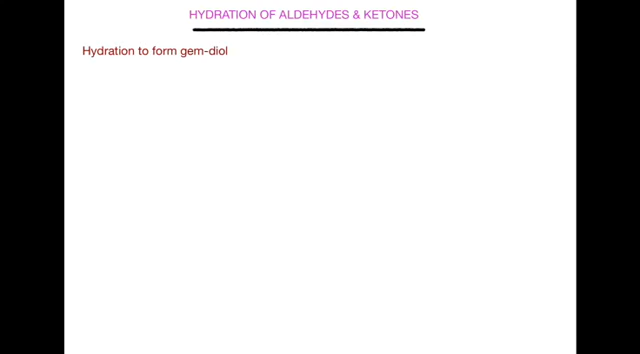 HYDRATION OF ALDEHYDES & KETONES
Hydration to form gem-diol